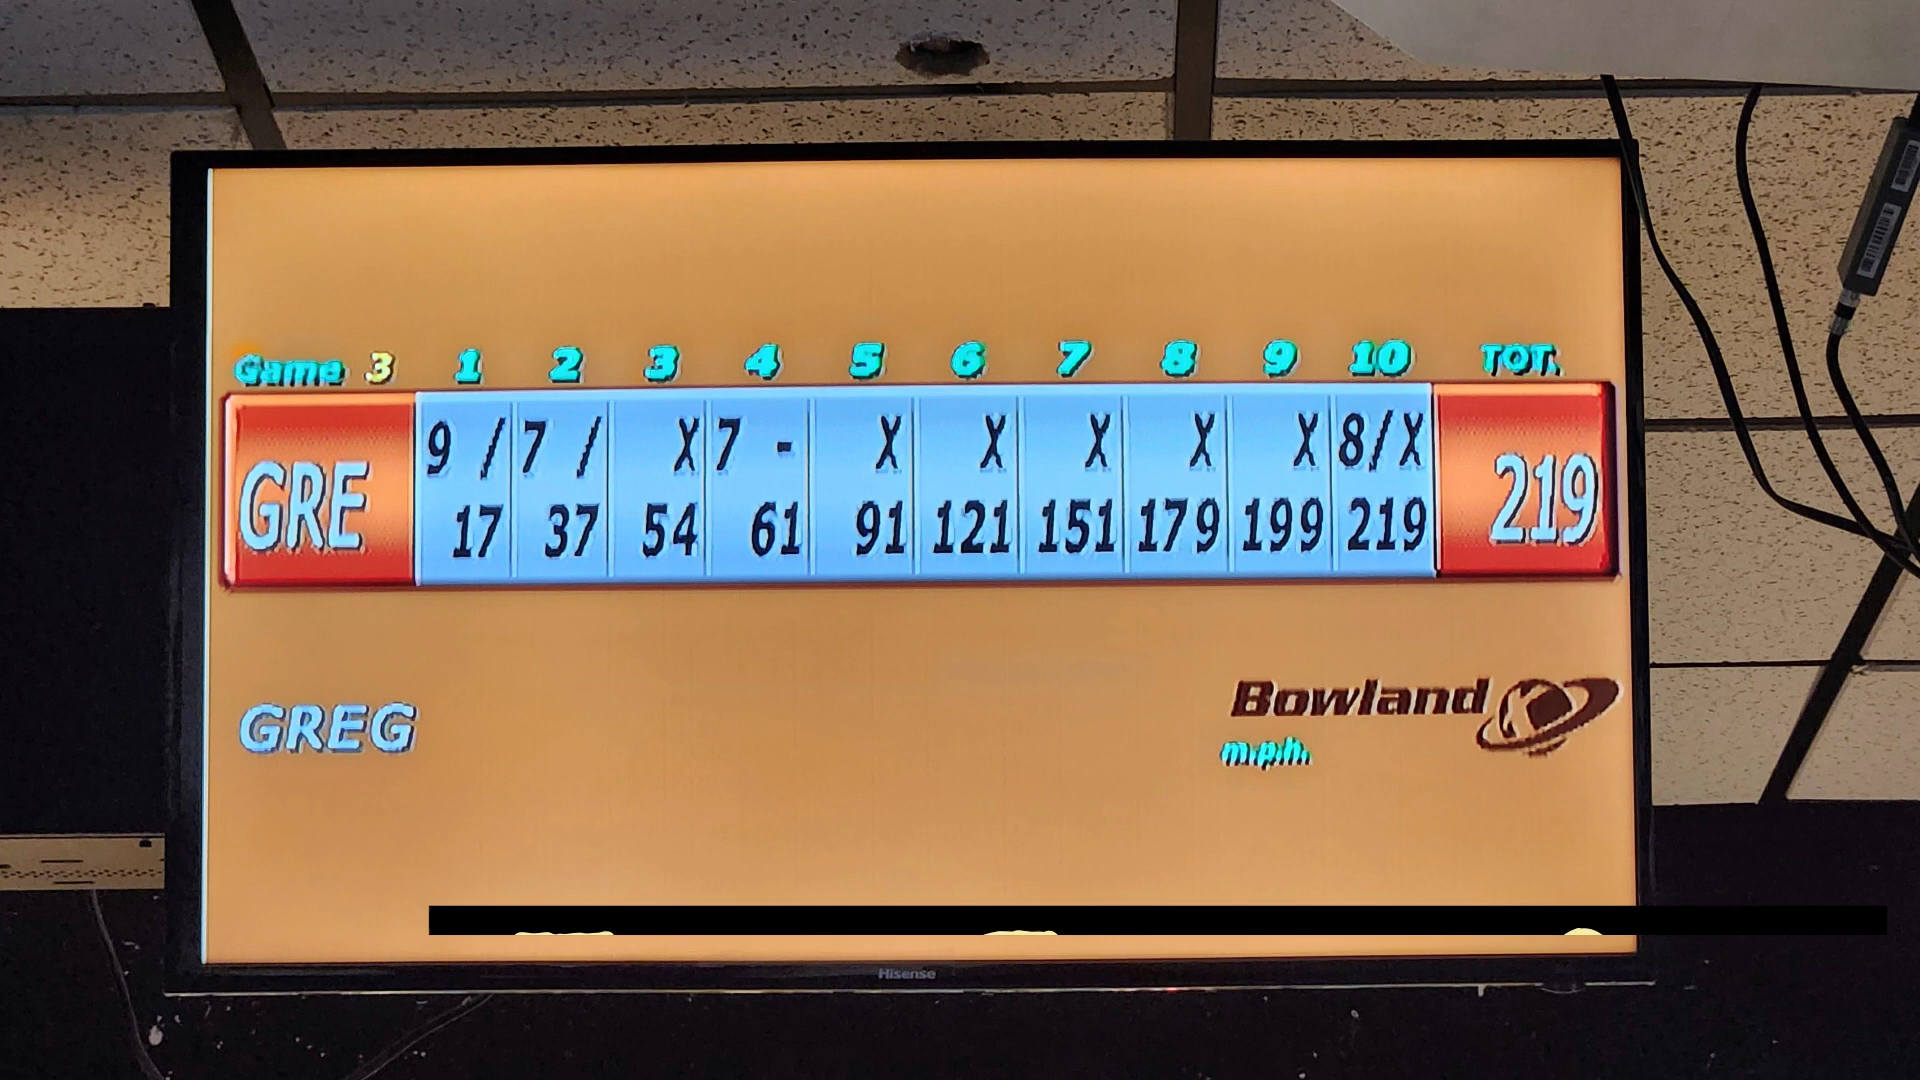 Game 3 1 2 3 4 5 6 7 8 9 10 TOT.
GRE 9 / 7 / X 7 - X X X X X 8/X 219
17 37 54 61 91 121 151 179 199 219
GREG
Bowland X
m.p.h.
Hisense